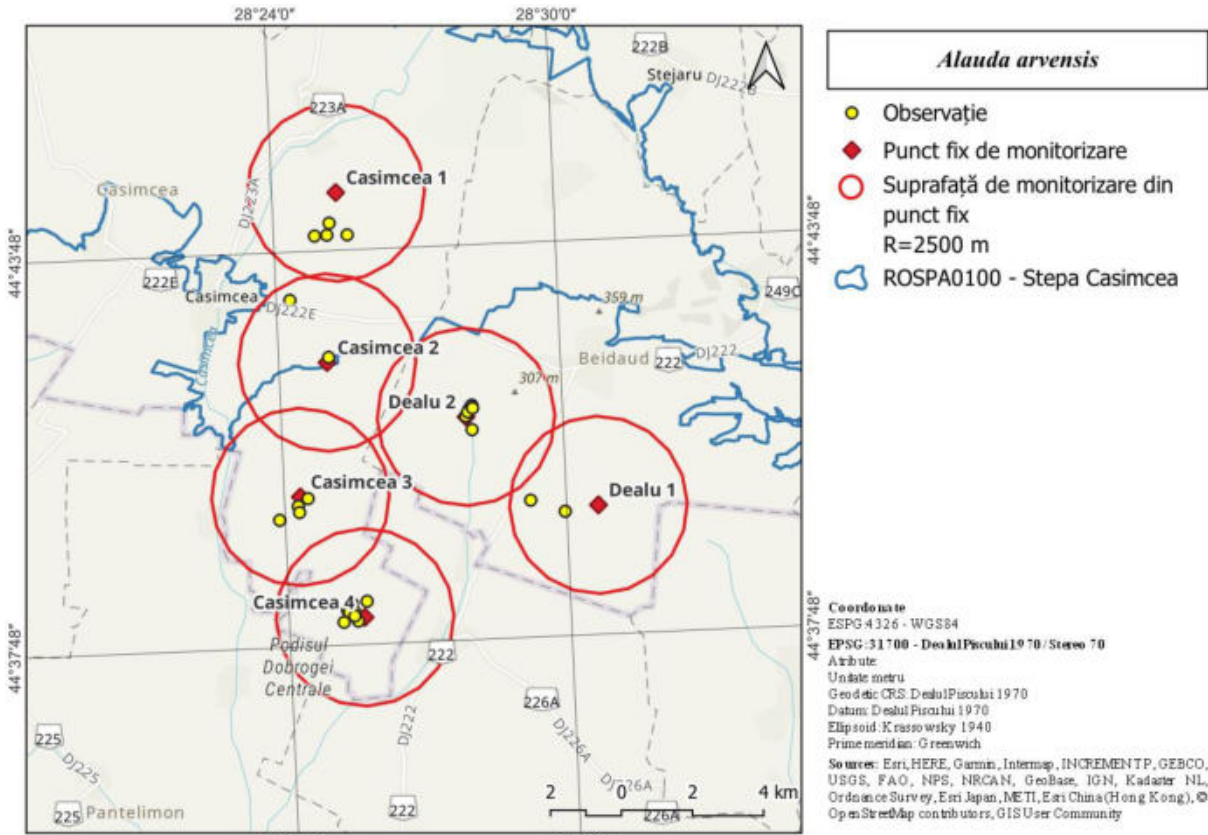 28°24'0''
28°30'0''
222B
Stejaru
DJ222B
223A
Casimcea 1
Casimcea
DJ223A
44°43'48''
44°43'48''
222E
Casimcea
DJ222E
249C
359 m
Casimcea
Casimcea 2
Beidaud
DJ222
222
307 m
Dealu 2
Casimcea 3
Dealu 1
Casimcea 4
Podisul
Dobrogei
Centrale
44°37'48''
44°37'48''
222
226A
DJ222
DJ226A
225
DJ225
Pantelimon
225
222
226A
2 0 2 4 km
Alauda arvensis
Observație
Punct fix de monitorizare
Suprafață de monitorizare din
punct fix
R=2500 m
ROSPA0100 - Stepa Casimcea
Coordonate
ESPG:4326 - WGS84
EPSG:31700 - Dealul Piscului 1970 / Stereo 70
Atribute
Unitate metru
Geodetic CRS: Dealul Piscului 1970
Datum: Dealul Piscului 1970
Ellipsoid: Krassowsky 1940
Prime meridian: Greenwich
Sources: Esri, HERE, Garmin, Intermap, INCREMENT P, GEBCO,
USGS, FAO, NPS, NRCAN, GeoBase, IGN, Kadaster NL,
Ordnance Survey, Esri Japan, METI, Esri China (Hong Kong), ©
OpenStreetMap contributors, GIS User Community